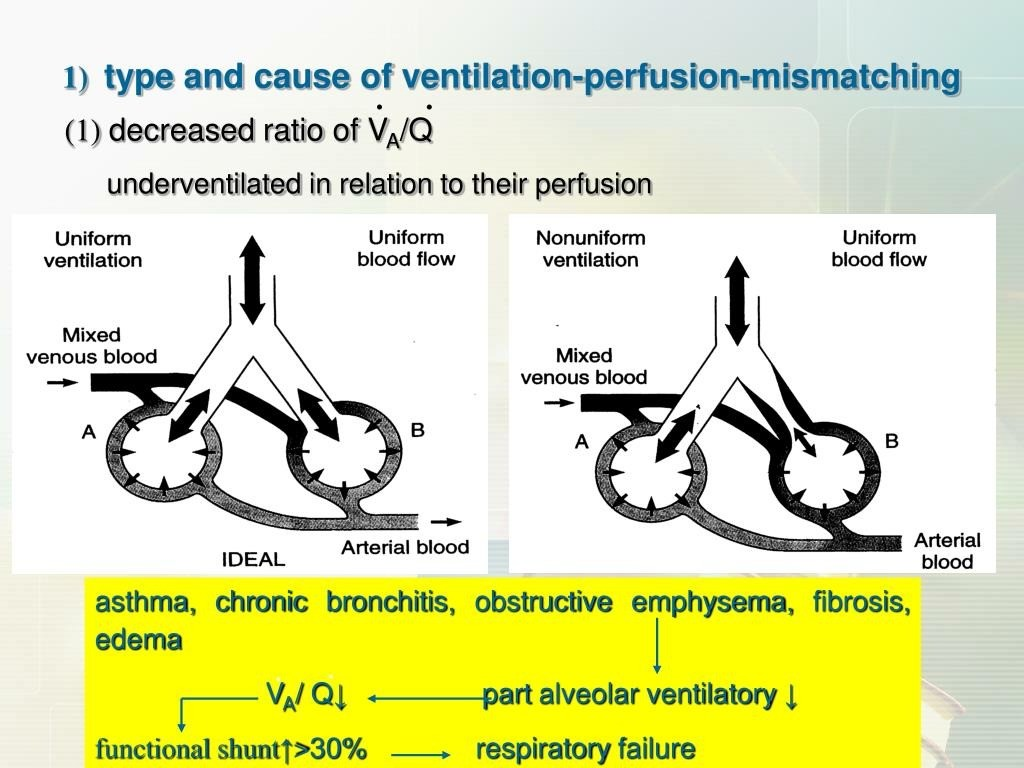 1) type and cause of ventilation-perfusion-mismatching
(1) decreased ratio of V̇A/Q̇
underventilated in relation to their perfusion
Uniform
ventilation
Uniform
blood flow
Mixed
venous blood
A
B
IDEAL
Arterial blood
Nonuniform
ventilation
Uniform
blood flow
Mixed
venous blood
A
B
Arterial
blood
asthma, chronic bronchitis, obstructive emphysema, fibrosis,
edema
V̇A/ Q̇↓
part alveolar ventilatory ↓
functional shunt↑>30%
respiratory failure